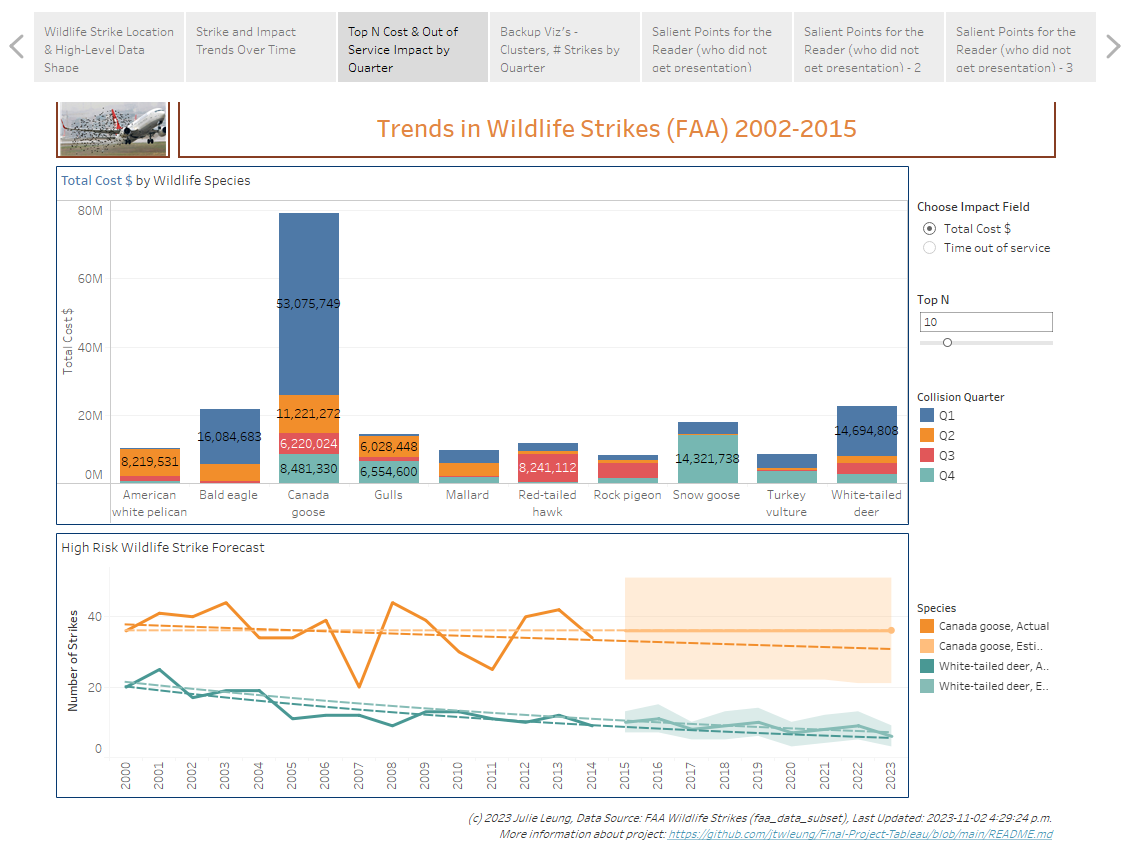 Wildlife Strike Location
& High-Level Data
Shape
Strike and Impact
Trends Over Time
Top N Cost & Out of
Service Impact by
Quarter
Backup Viz's -
Clusters, # Strikes by
Quarter
Salient Points for the
Reader (who did not
get presentation)
Salient Points for the
Reader (who did not
get presentation) - 2
Salient Points for the
Reader (who did not
get presentation) - 3
Trends in Wildlife Strikes (FAA) 2002-2015
Total Cost $ by Wildlife Species
80M
60M
40M
20M
0M
Total Cost $
8,219,531
16,084,683
53,075,749
11,221,272
6,220,024
8,481,330
6,028,448
6,554,600
8,241,112
14,321,738
14,694,808
American
white pelican
Bald eagle
Canada
goose
Gulls
Mallard
Red-tailed
hawk
Rock pigeon
Snow goose
Turkey
vulture
White-tailed
deer
Choose Impact Field
Total Cost $
Time out of service
Top N
10
Collision Quarter
Q1
Q2
Q3
Q4
High Risk Wildlife Strike Forecast
40
20
0
Number of Strikes
2000
2001
2002
2003
2004
2005
2006
2007
2008
2009
2010
2011
2012
2013
2014
2015
2016
2017
2018
2019
2020
2021
2022
2023
Species
Canada goose, Actual
Canada goose, Esti..
White-tailed deer, A..
White-tailed deer, E..
(c) 2023 Julie Leung, Data Source: FAA Wildlife Strikes (faa_data_subset), Last Updated: 2023-11-02 4:29:24 p.m.
More information about project: https://github.com/jtwleung/Final-Project-Tableau/blob/main/README.md